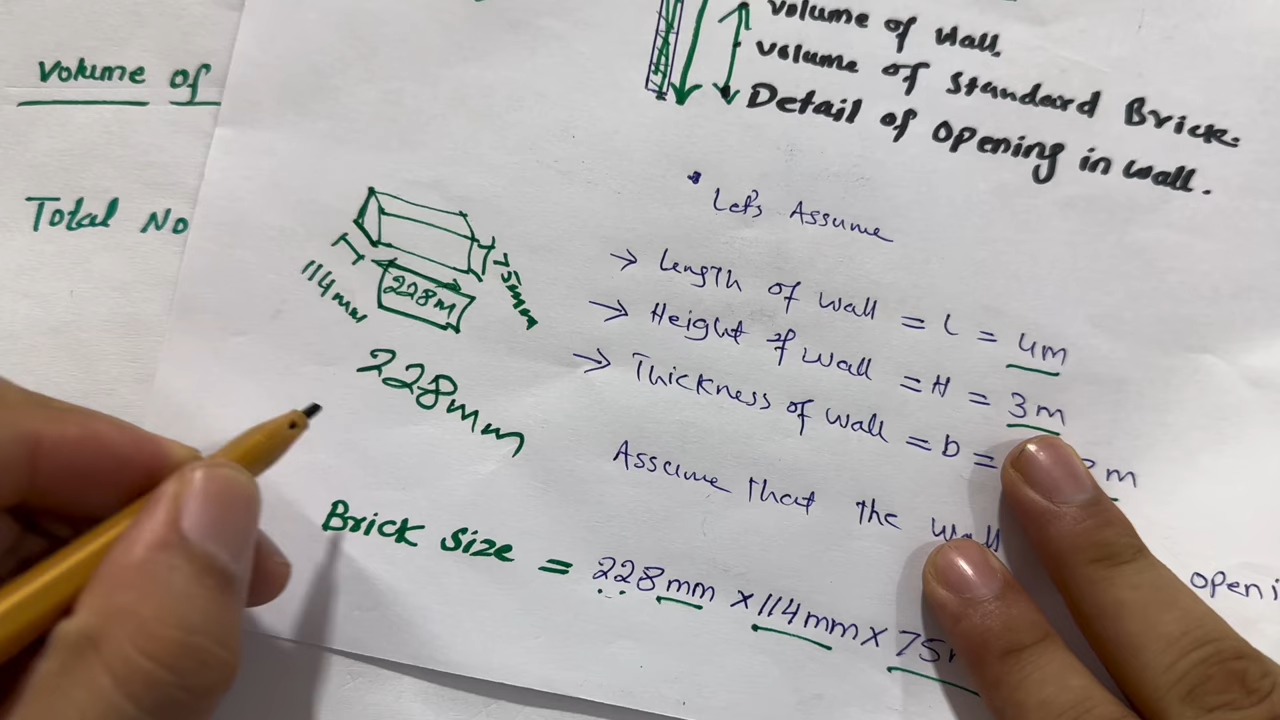 Volume of Wall.
Volume of Standard Brick.
Detail of Opening in wall.
Volume of
Total No
Let's Assume
→ Length of wall = L = 4m
→ Height of wall = H = 3m
→ Thickness of wall = b = m
114mm
228m
75mm
228mm
Assume That the wall
openi
Brick Size = 228mm × 114mm × 75